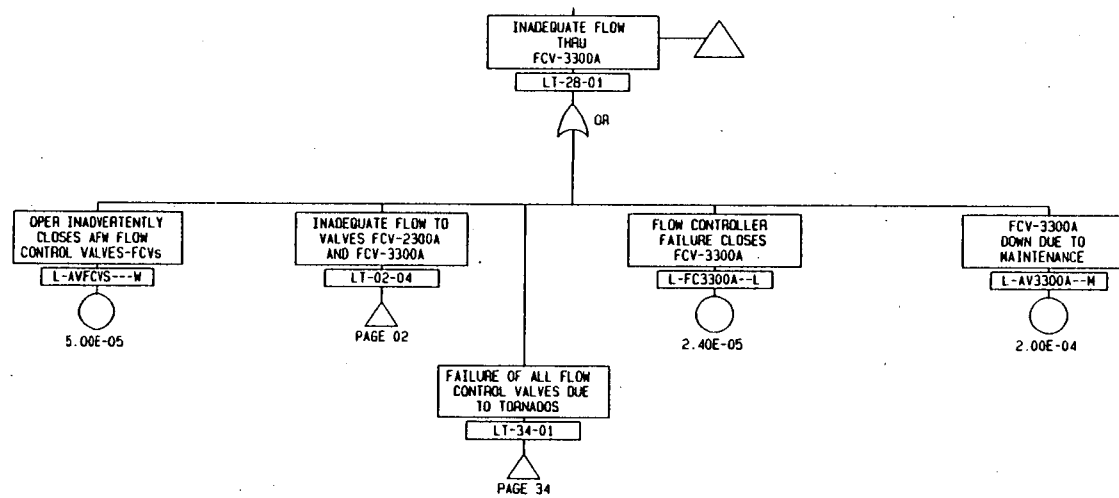 INADEQUATE FLOW
THRU
FCV-3300A
LT-28-01
OR
OPER INADVERTENTLY
CLOSES AFW FLOW
CONTROL VALVES-FCVs
L-AVFCVS---W
5.00E-05
INADEQUATE FLOW TO
VALVES FCV-2300A
AND FCV-3300A
LT-02-04
PAGE 02
FAILURE OF ALL FLOW
CONTROL VALVES DUE
TO TORNADOS
LT-34-01
PAGE 34
FLOW CONTROLLER
FAILURE CLOSES
FCV-3300A
L-FC3300A--L
2.40E-05
FCV-3300A
DOWN DUE TO
MAINTENANCE
L-AV3300A--M
2.00E-04